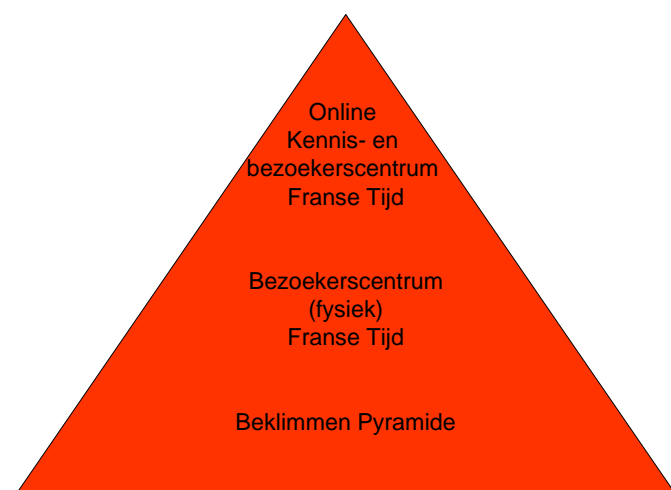 Online
Kennis- en
bezoekerscentrum
Franse Tijd
Bezoekerscentrum
(fysiek)
Franse Tijd
Beklimmen Pyramide